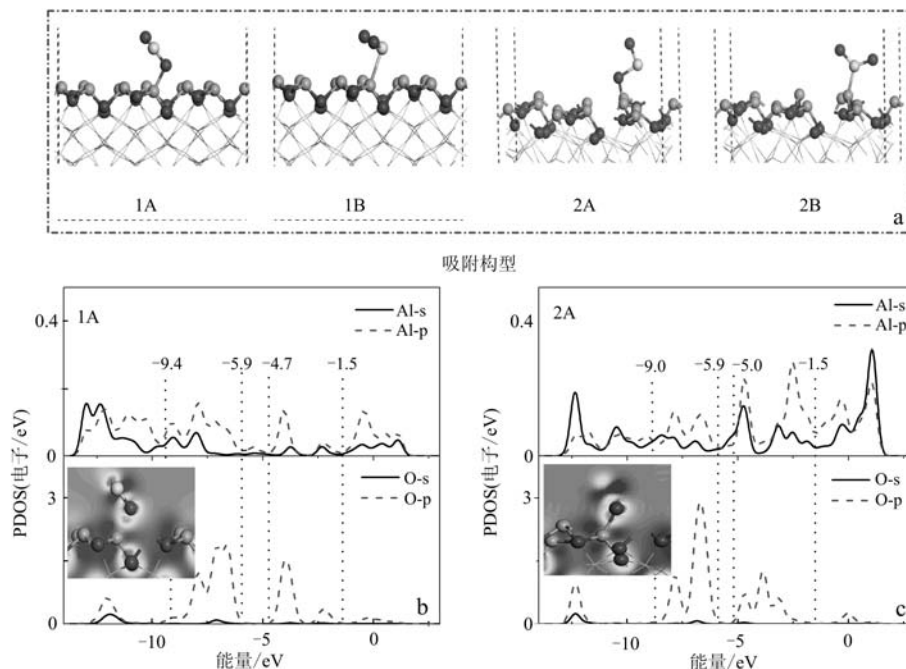 1A 1B 2A 2B a
吸附构型
1A Al-s 2A Al-s
Al-p Al-p
0.4 0.4
−9.4 −5.9 −4.7 −1.5 −9.0 −5.9 −5.0 −1.5
0 0
PDOS(电子/eV) PDOS(电子/eV)
O-s O-s
O-p O-p
3 3
0 b 0 c
−10 −5 0 −10 −5 0
能量/eV 能量/eV